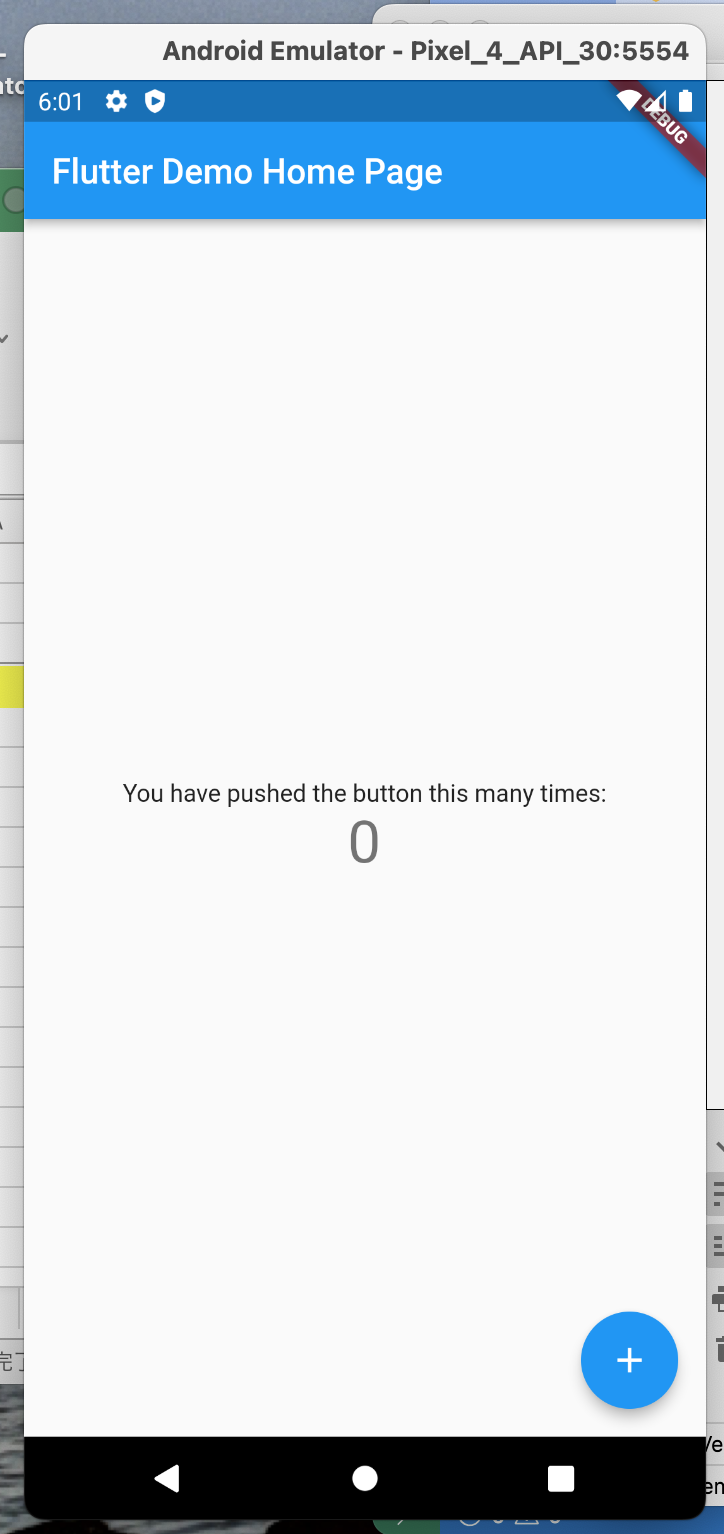 Android Emulator - Pixel_4_API_30:5554
6:01
DEBUG
Flutter Demo Home Page
You have pushed the button this many times:
0